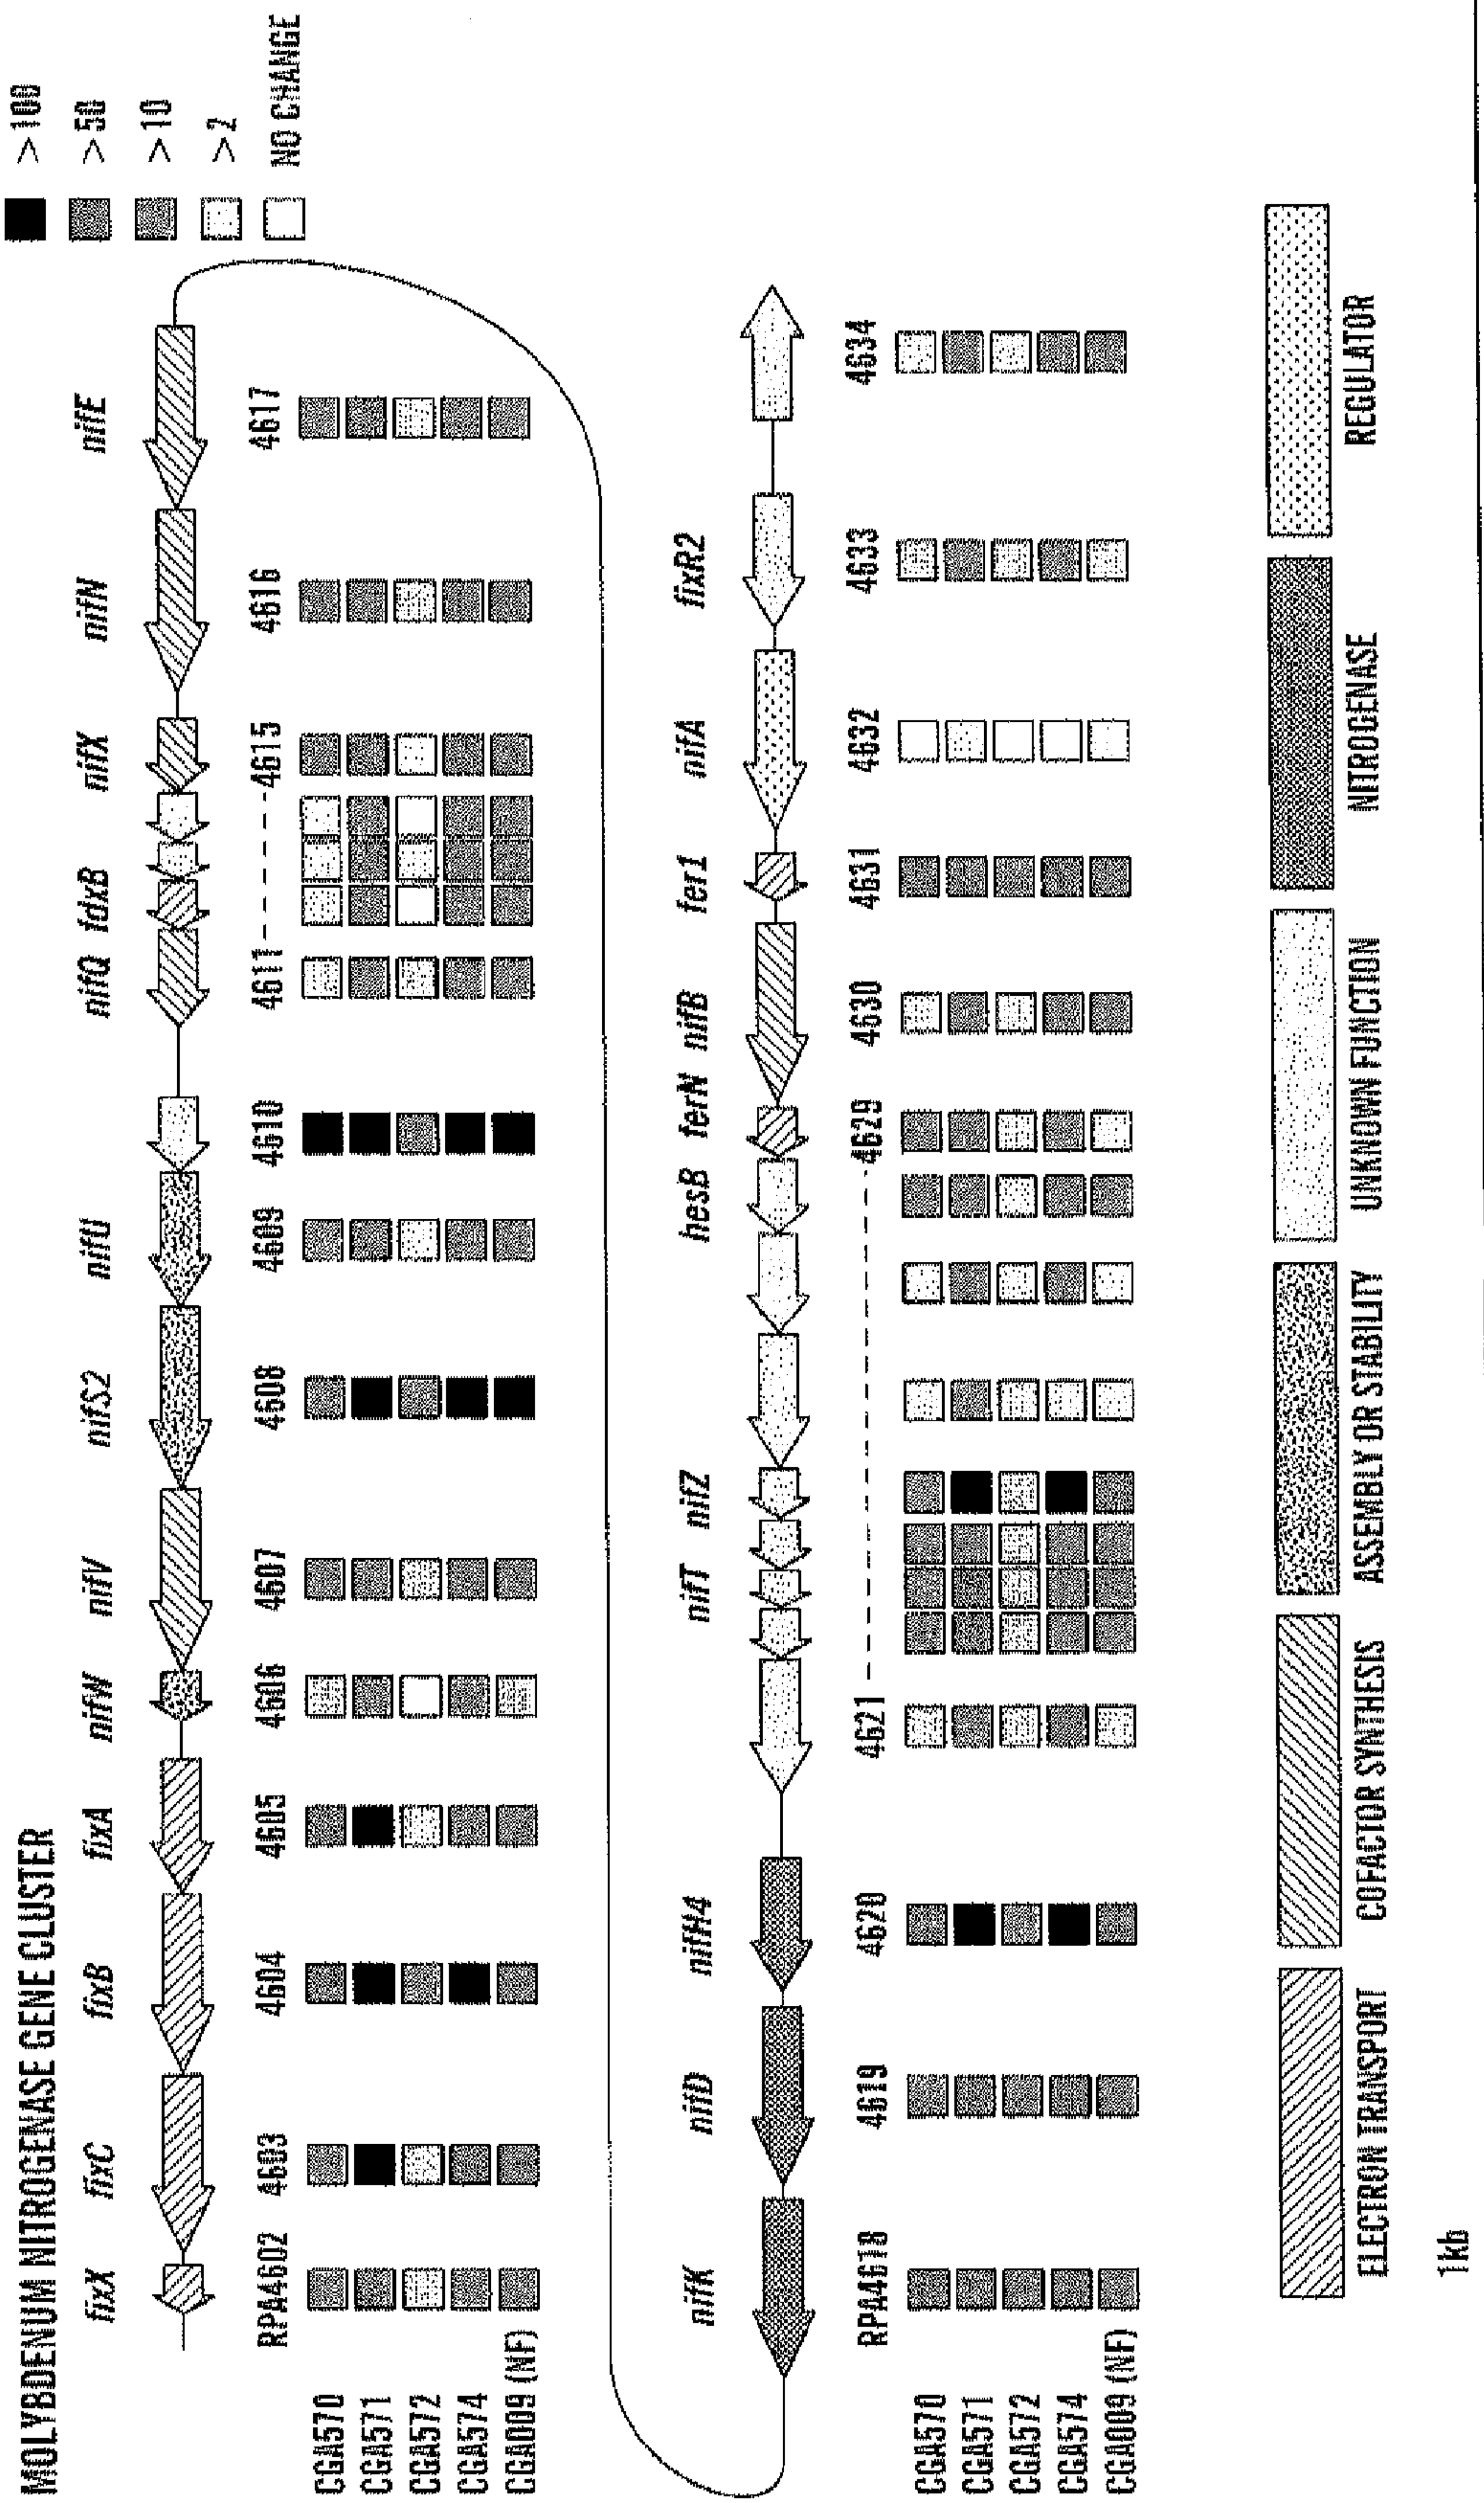 MOLYBDENUM NITROGENASE GENE CLUSTER
>100
>50
>10
>2
NO CHANGE
fixX fixC fixB fixA nifW nifV nifS2 nifU nifQ fdxB nifX nifN nifE
RPA4602 4603 4604 4605 4606 4607 4608 4609 4610 4611 -----4615 4616 4617
CGA570
CGA571
CGA572
CGA574
CGA009 (NF)
nifK nifD nifH4 nifT nifZ hesB ferN nifB fer1 nifA fixR2
RPA4618 4619 4620 4621 ------------4629 4630 4631 4632 4633 4634
CGA570
CGA571
CGA572
CGA574
CGA009 (NF)
ELECTRON TRANSPORT COFACTOR SYNTHESIS ASSEMBLY OR STABILITY UNKNOWN FUNCTION NITROGENASE REGULATOR
1kb